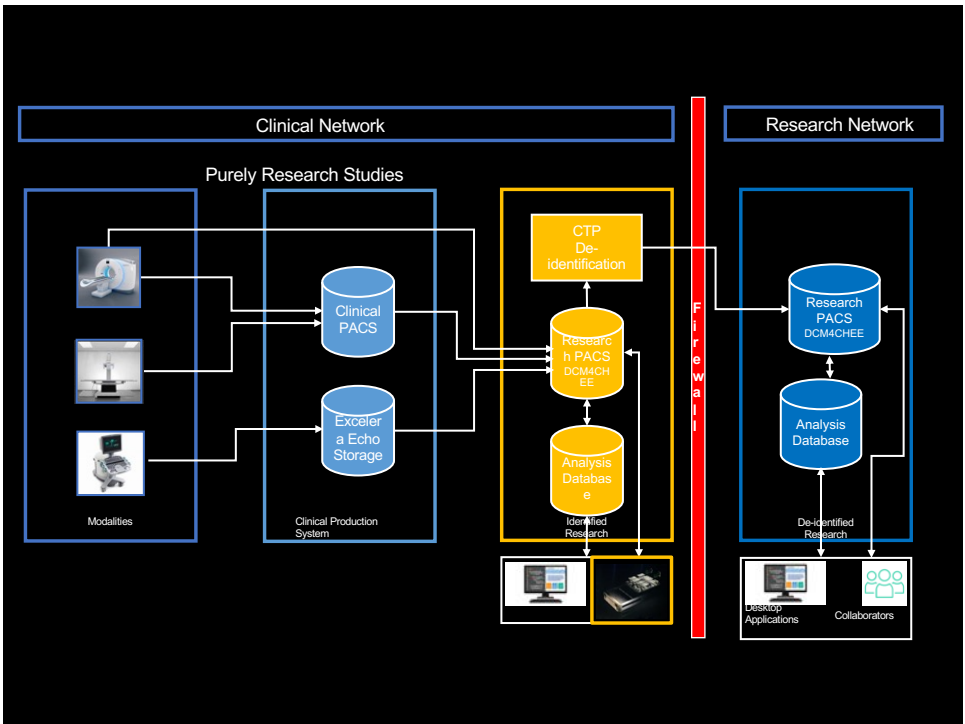 Clinical Network
Research Network
Purely Research Studies
CTP
De-
identification
Clinical
PACS
Researc
h PACS
DCM4CH
EE
Research
PACS
DCM4CHEE
Firewall
Exceler
a Echo
Storage
Analysis
Databas
e
Analysis
Database
Modalities
Clinical Production
System
Identified
Research
De-identified
Research
Desktop
Applications
Collaborators